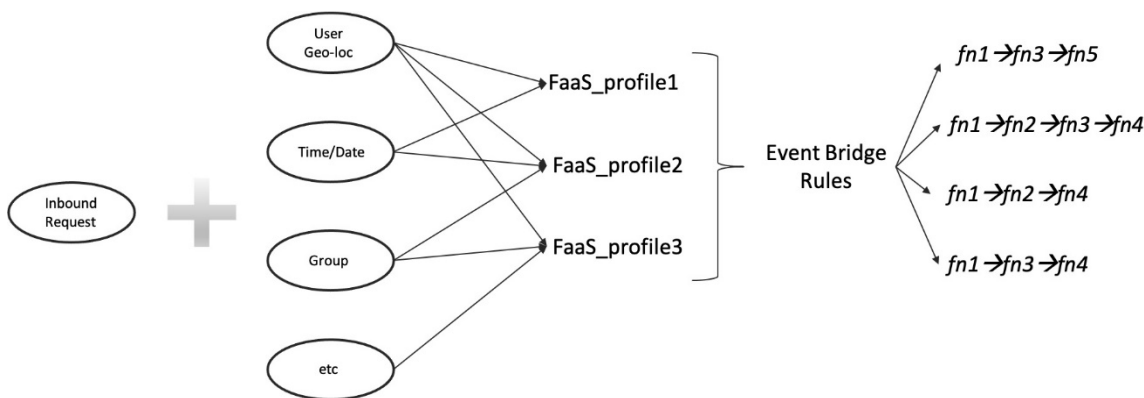 Inbound
Request
User
Geo-loc
Time/Date
Group
etc
FaaS_profile1
FaaS_profile2
FaaS_profile3
Event Bridge
Rules
fn1→fn3→fn5
fn1→fn2→fn3→fn4
fn1→fn2→fn4
fn1→fn3→fn4